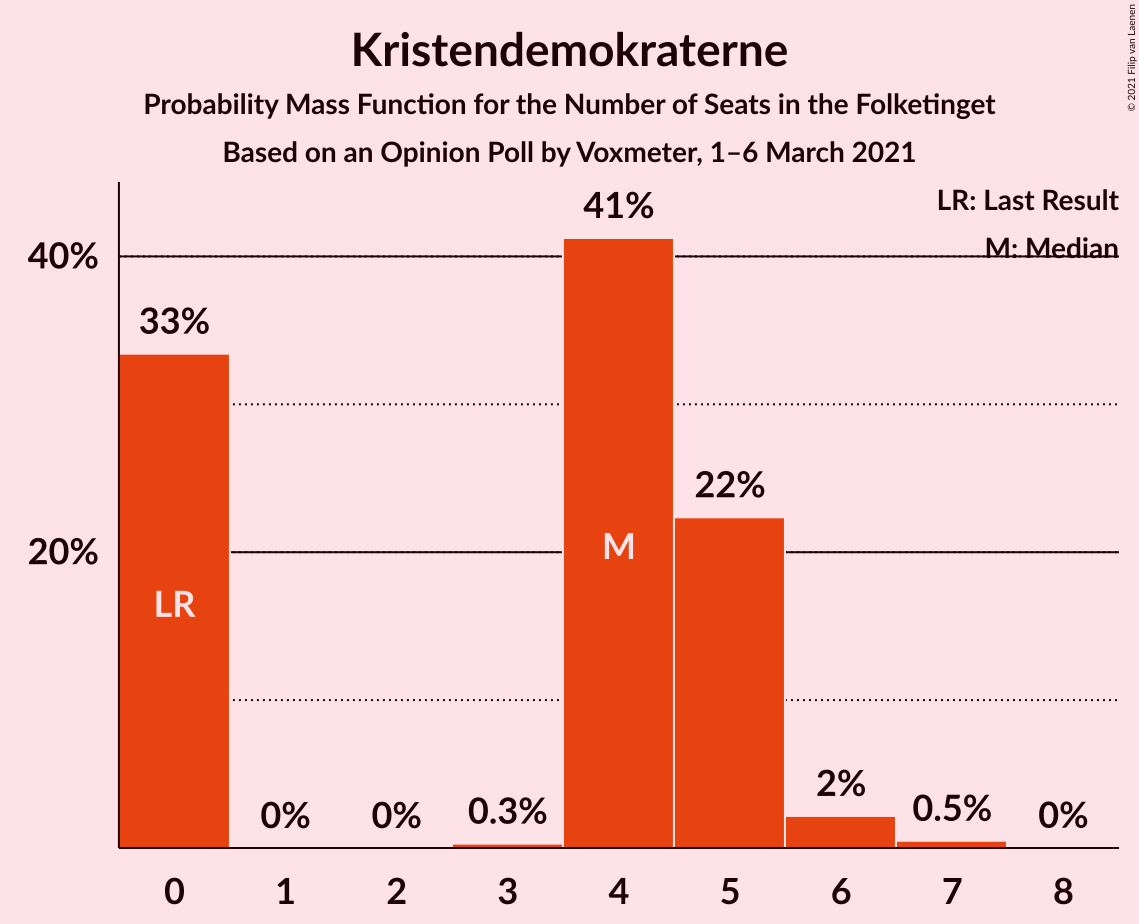 Kristendemokraterne
Probability Mass Function for the Number of Seats in the Folketinget
Based on an Opinion Poll by Voxmeter, 1–6 March 2021
© 2021 Filip van Laenen
LR: Last Result
M: Median
40%
20%
33%
0%
0%
0.3%
41%
22%
2%
0.5%
0%
LR
M
0 1 2 3 4 5 6 7 8